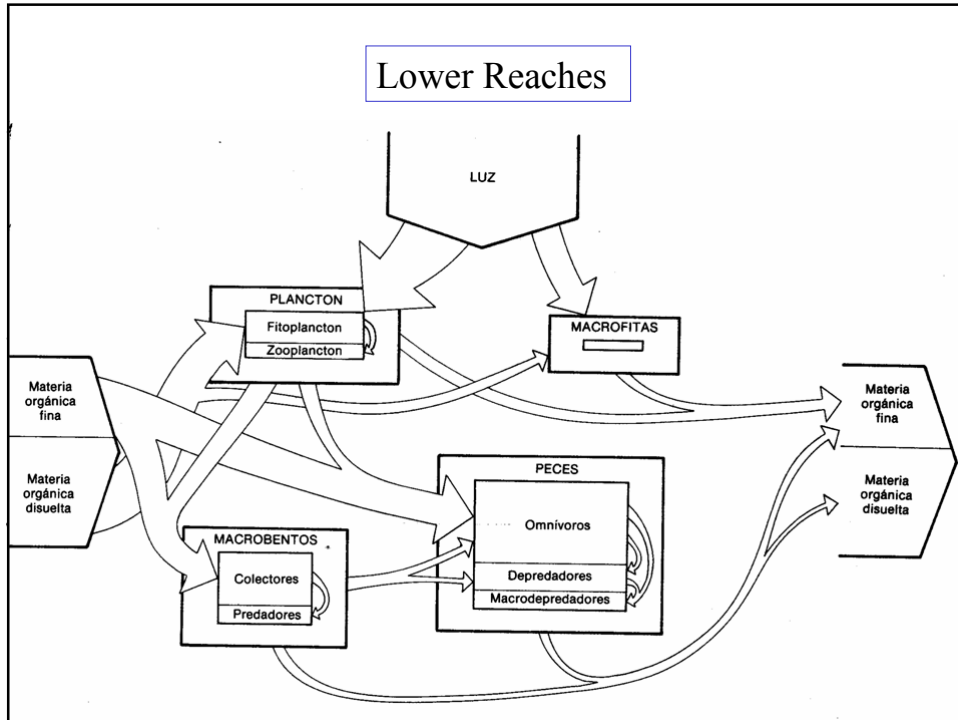 Lower Reaches
LUZ
PLANCTON
Fitoplancton
Zooplancton
MACROFITAS
Materia
orgánica
fina
Materia
orgánica
disuelta
Materia
orgánica
fina
Materia
orgánica
disuelta
PECES
Omnívoros
Depredadores
Macrodepredadores
MACROBENTOS
Colectores
Predadores